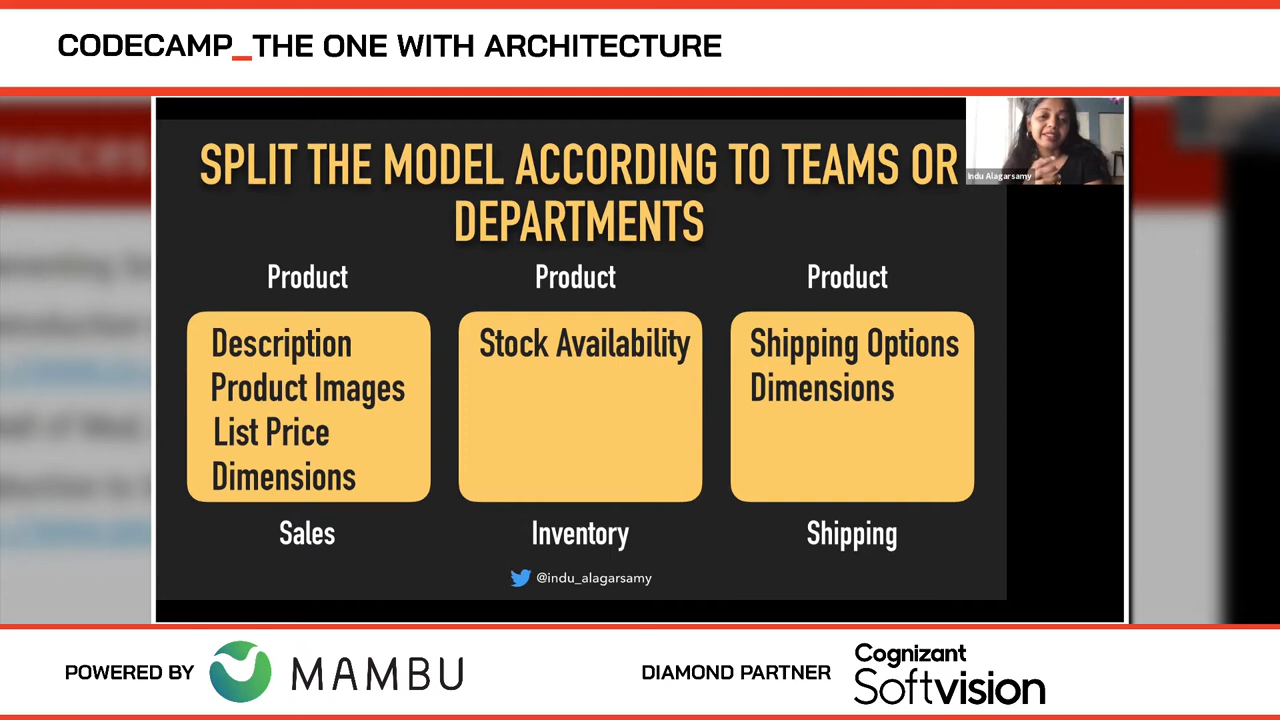 CODECAMP_THE ONE WITH ARCHITECTURE
Indu Alagarsamy
SPLIT THE MODEL ACCORDING TO TEAMS OR
DEPARTMENTS
Product
Description
Product Images
List Price
Dimensions
Sales
Product
Stock Availability
Inventory
Product
Shipping Options
Dimensions
Shipping
@indu_alagarsamy
POWERED BY
MAMBU
DIAMOND PARTNER
Cognizant
Softvision